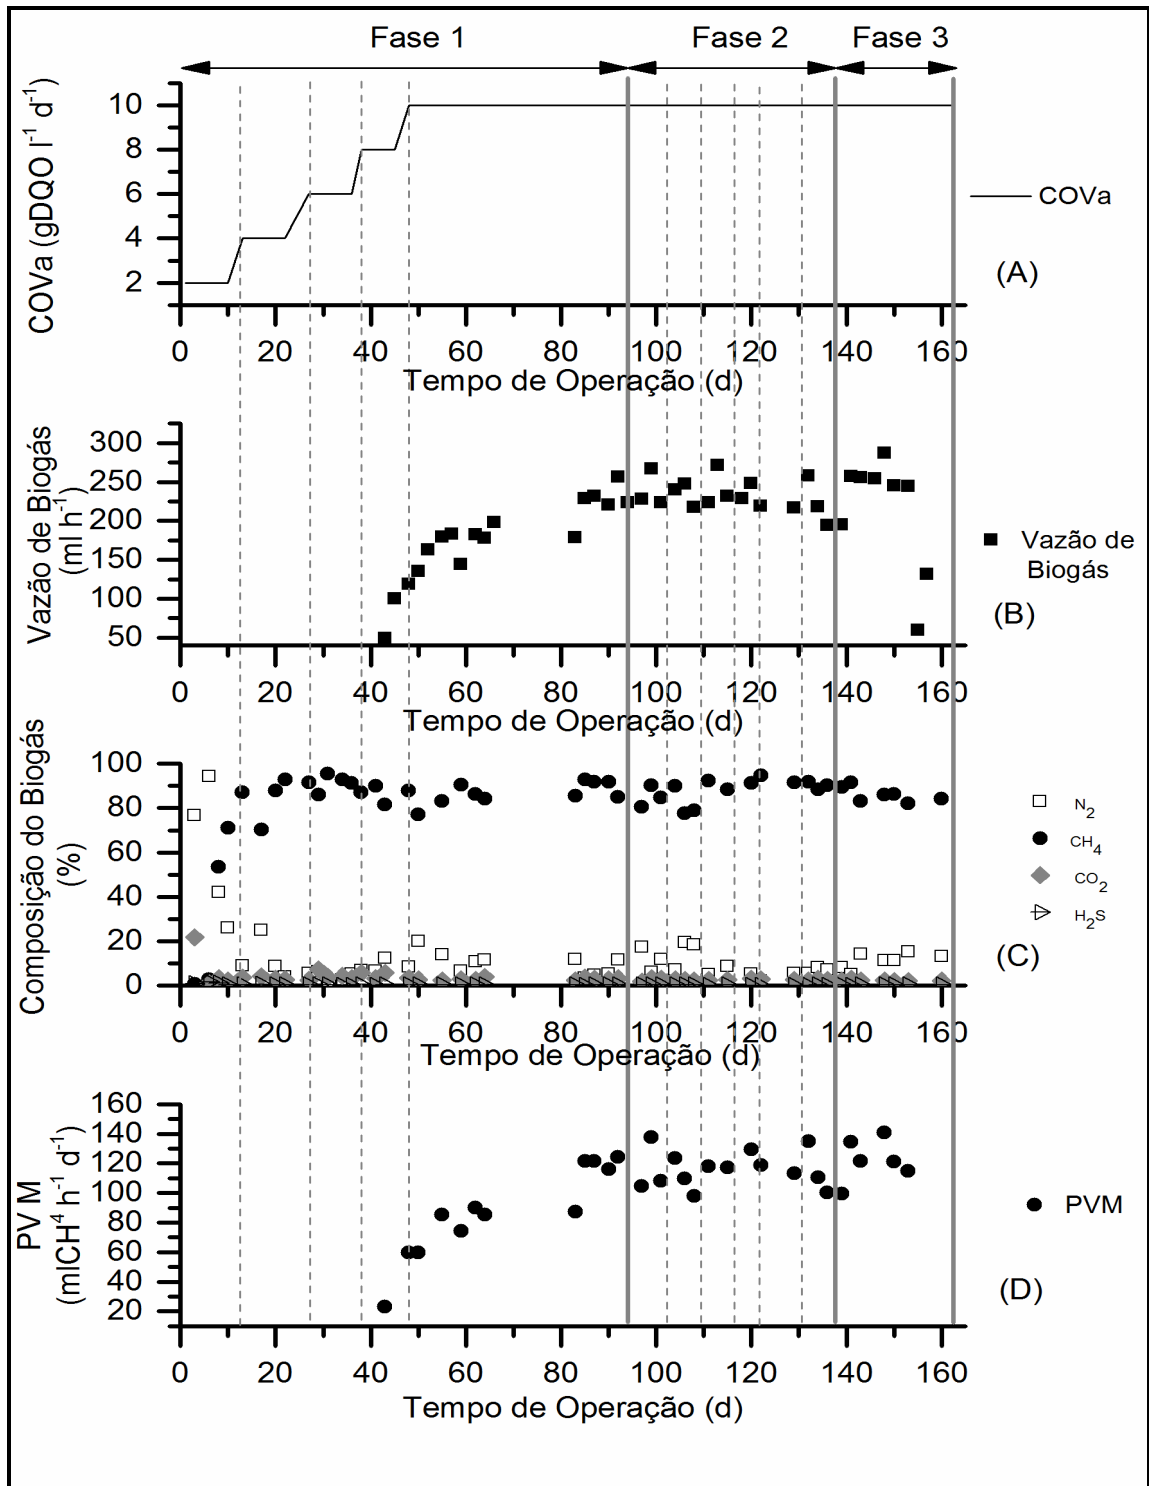 Fase 1 Fase 2 Fase 3
COVa (gDQO l-1 d-1)
10
8
6
4
2
COVa
(A)
0 20 40 60 80 100 120 140 160
Tempo de Operação (d)
Vazão de Biogás
(ml h-1)
300
250
200
150
100
50
Vazão de
Biogás
(B)
0 20 40 60 80 100 120 140 160
Tempo de Operação (d)
Composição do Biogás
(%)
100
80
60
40
20
0
N2
CH4
CO2
H2S
(C)
0 20 40 60 80 100 120 140 160
Tempo de Operação (d)
PV M
(mlCH4 h-1 d-1)
160
140
120
100
80
60
40
20
PVM
(D)
0 20 40 60 80 100 120 140 160
Tempo de Operação (d)